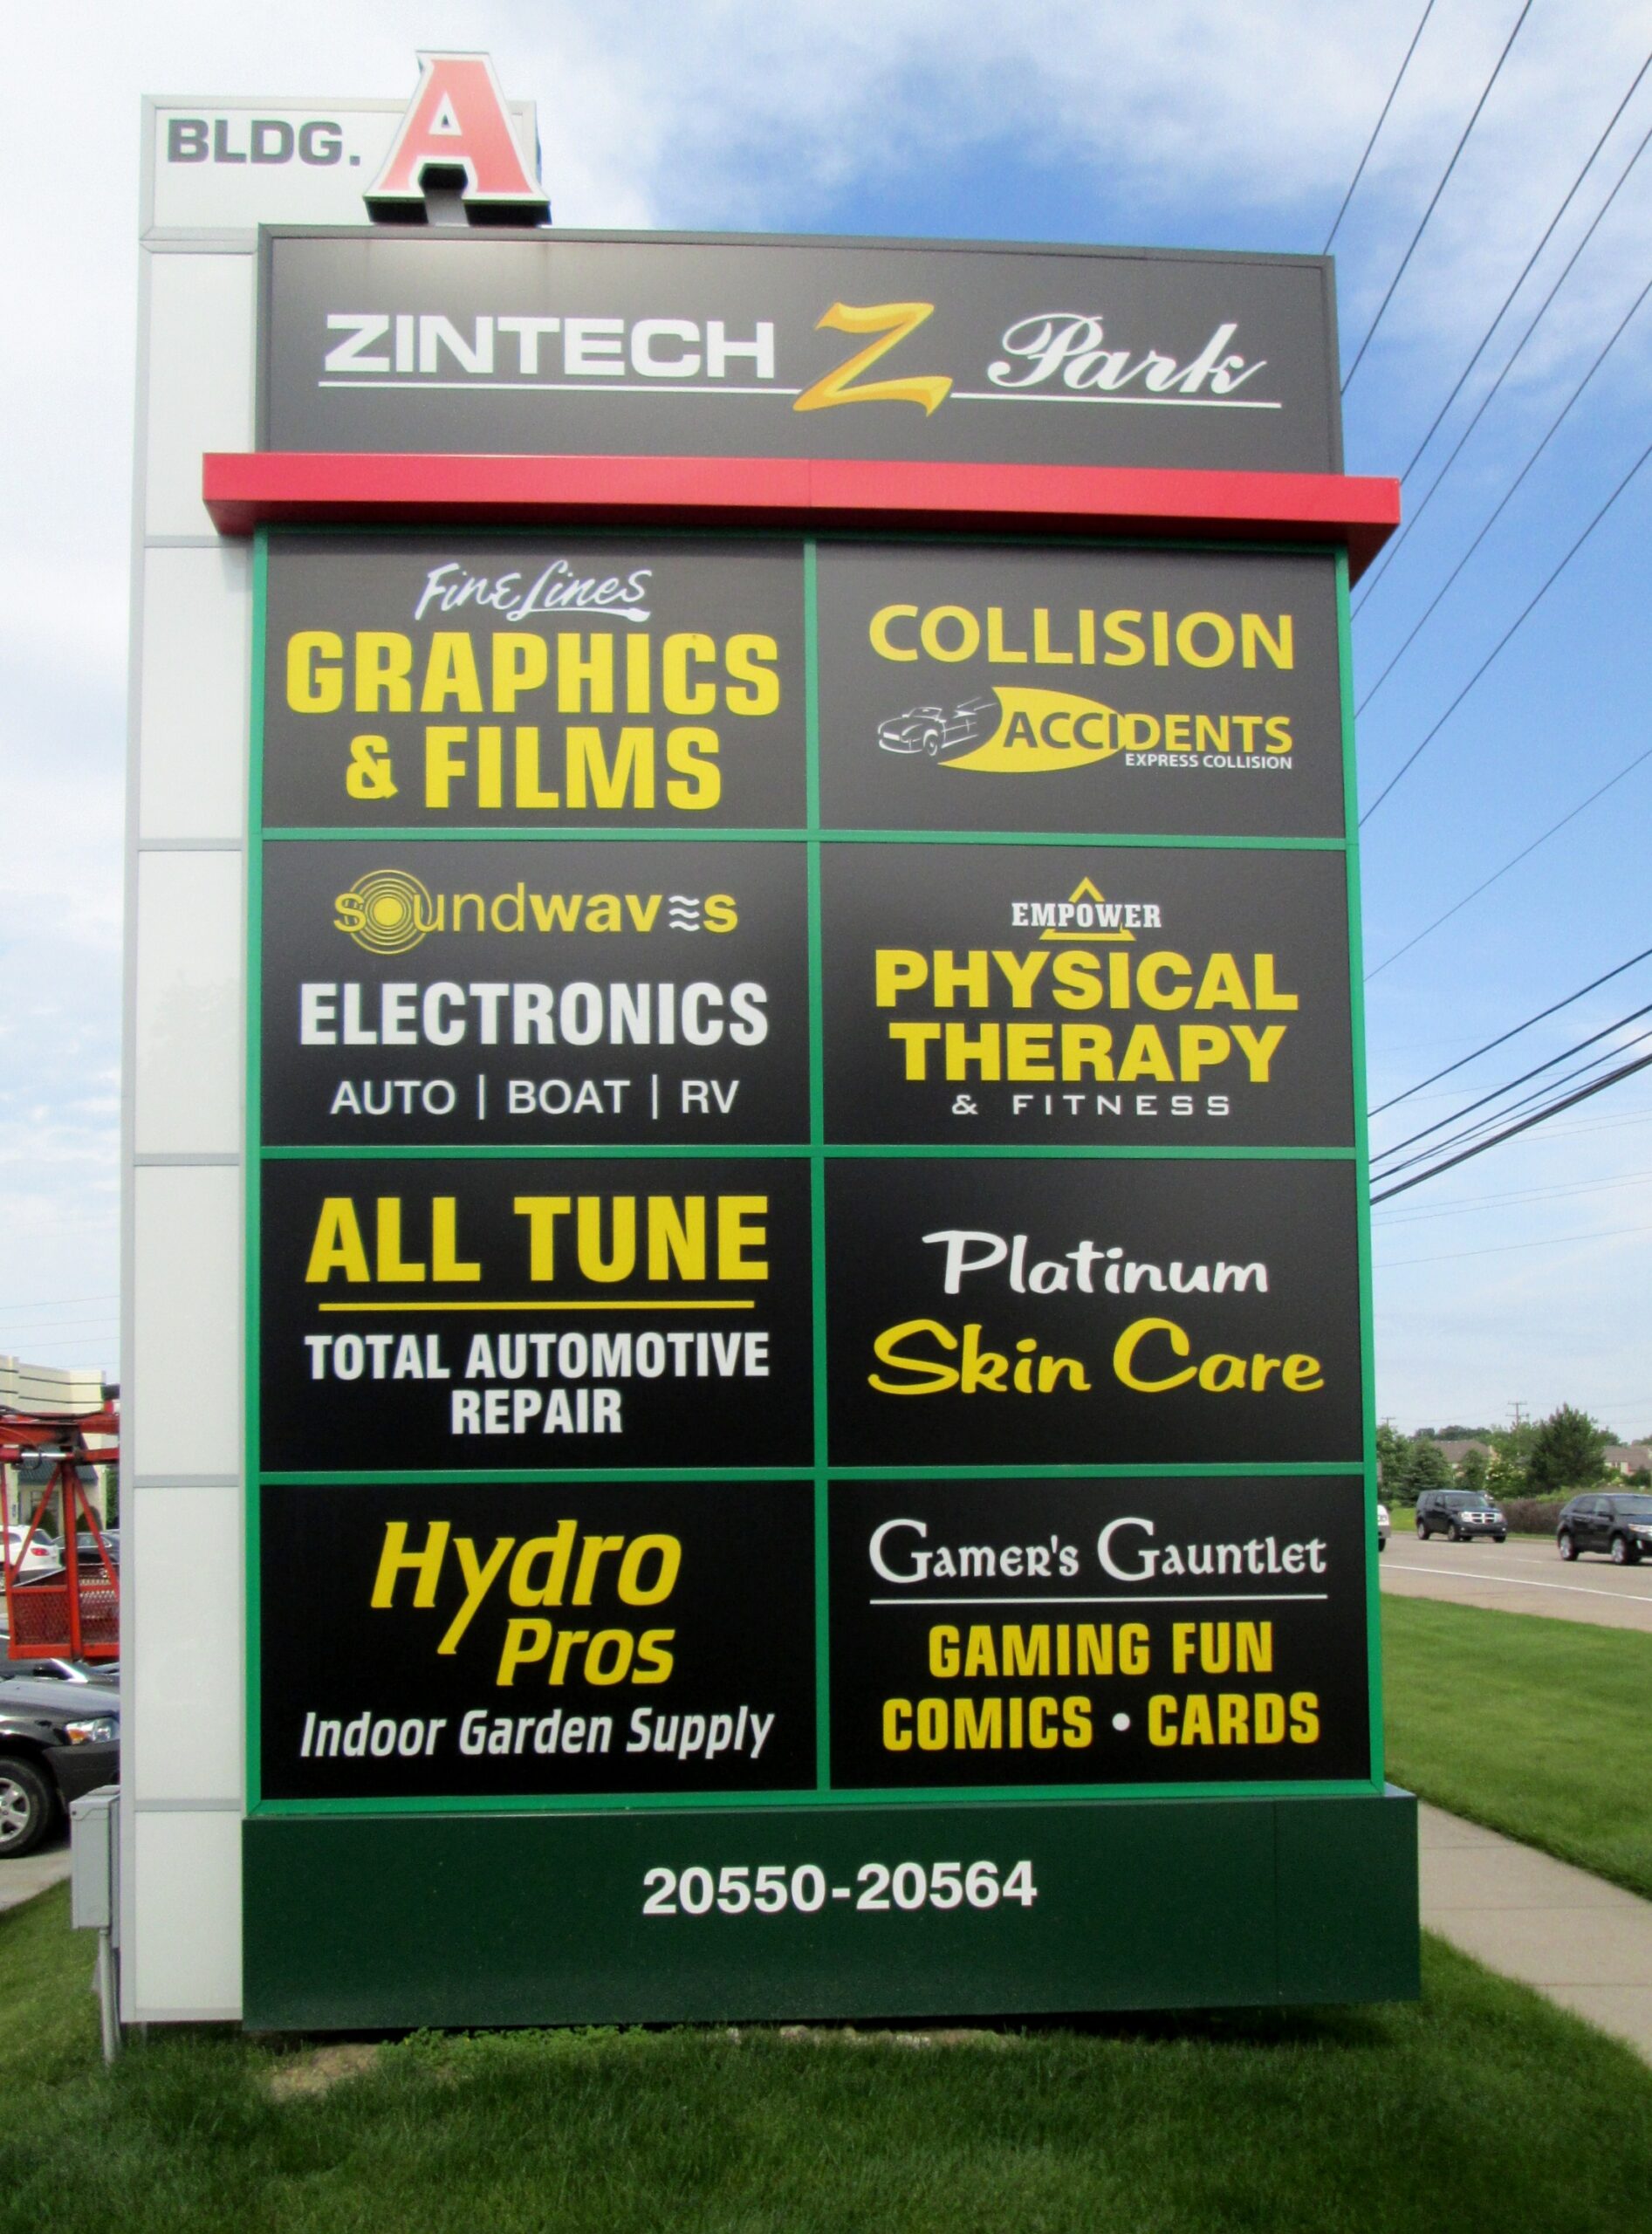 BLDG. A
ZINTECH Z Park
Fine Lines
GRAPHICS
& FILMS
COLLISION
ACCIDENTS
EXPRESS COLLISION
soundwaves
ELECTRONICS
AUTO | BOAT | RV
EMPOWER
PHYSICAL
THERAPY
& FITNESS
ALL TUNE
TOTAL AUTOMOTIVE
REPAIR
Platinum
Skin Care
Hydro
Pros
Indoor Garden Supply
Gamer's Gauntlet
GAMING FUN
COMICS • CARDS
20550-20564